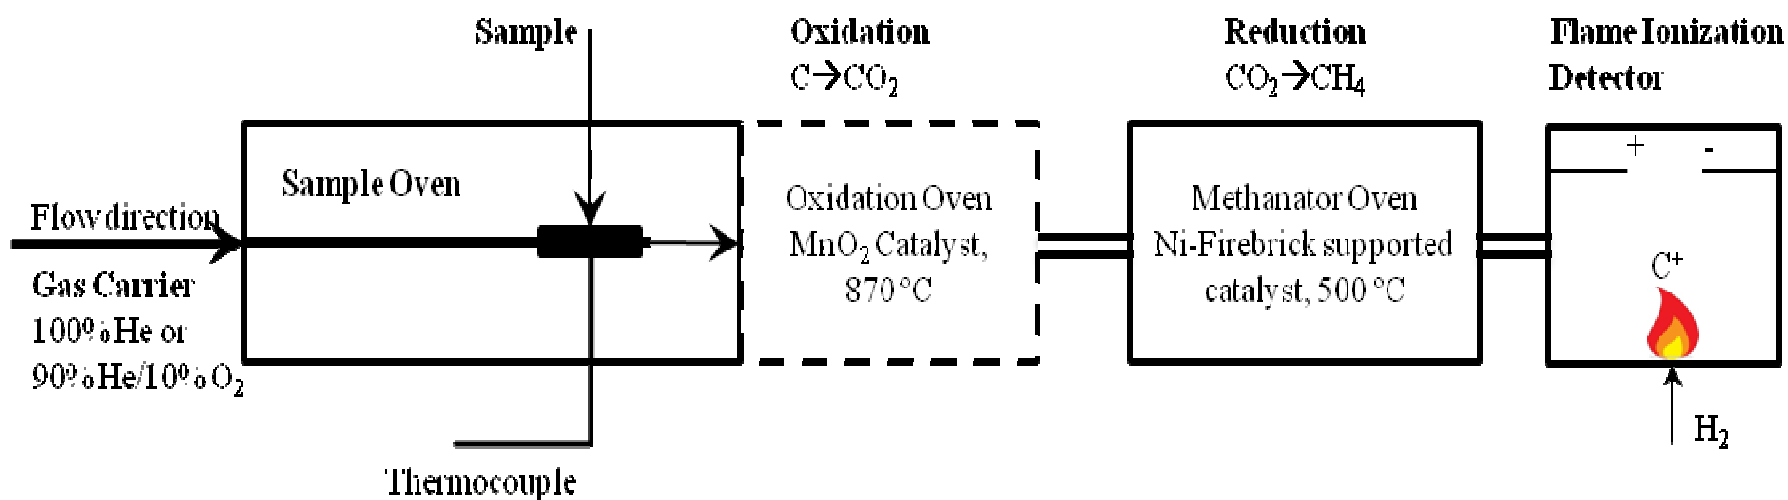 Sample
Oxidation
C→CO₂
Reduction
CO₂→CH₄
Flame Ionization
Detector
Sample Oven
Flow direction
Gas Carrier
100% He or
90%He/10% O₂
Oxidation Oven
MnO₂ Catalyst,
870 °C
Methanator Oven
Ni-Firebrick supported
catalyst, 500 °C
+ -
C⁺
H₂
Thermocouple